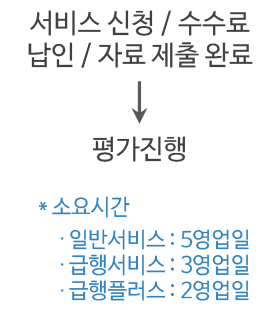 서비스 신청 / 수수료
납인 / 자료 제출 완료
평가진행
* 소요시간
· 일반서비스 : 5영업일
· 급행서비스 : 3영업일
· 급행플러스 : 2영업일